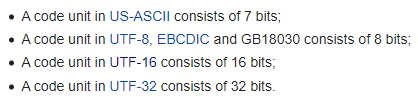 A code unit in US-ASCII consists of 7 bits;
A code unit in UTF-8, EBCDIC and GB18030 consists of 8 bits;
A code unit in UTF-16 consists of 16 bits;
A code unit in UTF-32 consists of 32 bits.